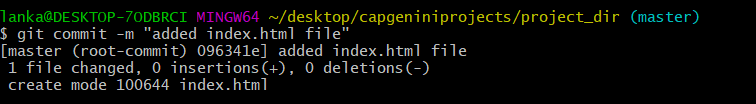 lanka@DESKTOP-7ODBRCI MINGW64 ~/desktop/capgeniniprojects/project_dir (master)
$ git commit -m "added index.html file"
[master (root-commit) 096341e] added index.html file
 1 file changed, 0 insertions(+), 0 deletions(-)
 create mode 100644 index.html